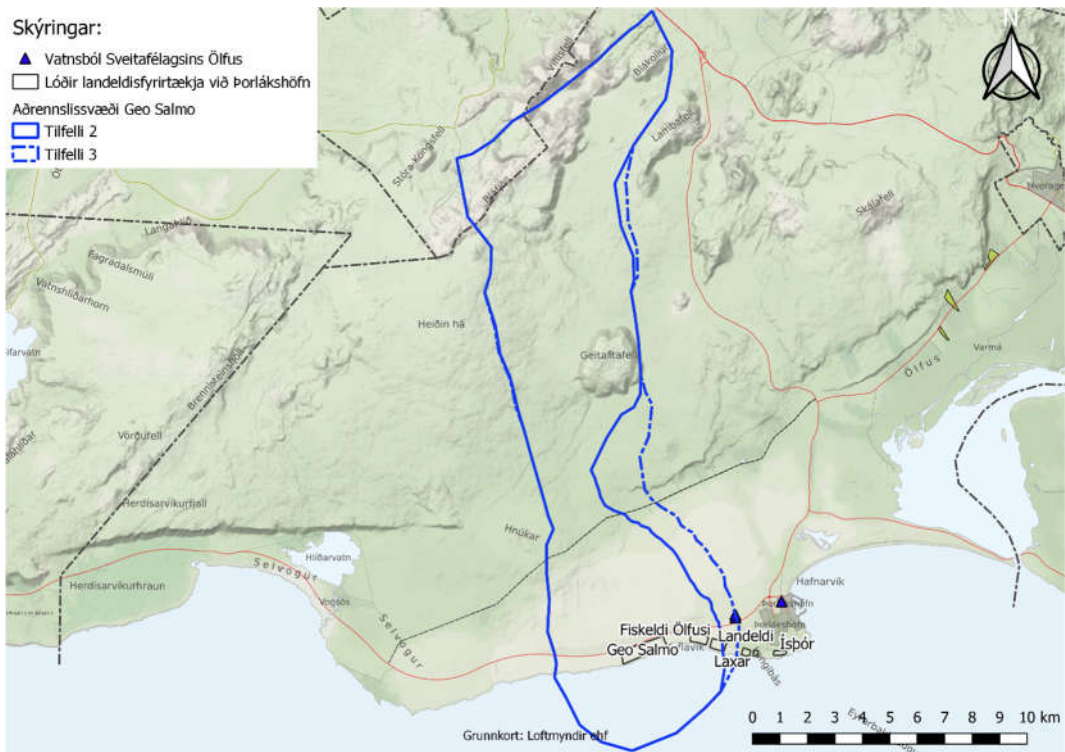 Skýringar:
Vatnsból Sveitafélagsins Ölfus
Lóðir landeldisfyrirtækja við Þorlákshöfn
Aðrennslissvæði Geo Salmo
Tilfelli 2
Tilfelli 3
N
Vífilsfell
Blákollur
Lambafell
Stóra-Kóngsfell
Bláfjöll
Skálafell
Langahlíð
Fagradalsmúli
Vatnshlíðarhorn
Heiðin há
Geitafell
Varmá
Ölfus
Brennisteinsfjöll
Vörðufell
Herdísarvíkurfjall
Hnúkar
Hlíðarvatn
Selvogur
Herdísarvíkurhraun
Vogsós
Selvogur
Hafnarvík
Þorlákshöfn
Fiskeldi Ölfusi
Landeldi
Ísþór
Geo Salmo
Laxar
0 1 2 3 4 5 6 7 8 9 10 km
Grunnkort: Loftmyndir ehf